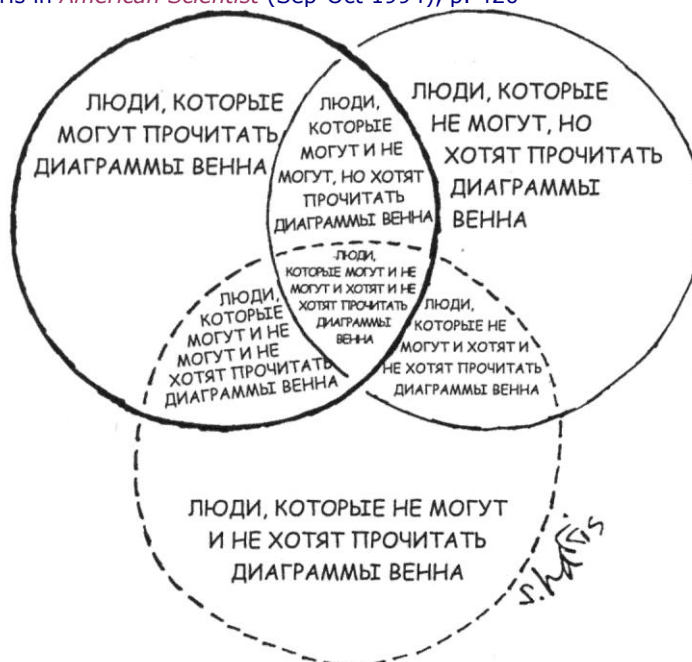 is in American Scientist (Sep-Oct 1994), p. 420
ЛЮДИ, КОТОРЫЕ
МОГУТ ПРОЧИТАТЬ
ДИАГРАММЫ ВЕННА
ЛЮДИ,
КОТОРЫЕ
МОГУТ И НЕ
МОГУТ, НО ХОТЯТ
ПРОЧИТАТЬ
ДИАГРАММЫ ВЕННА
ЛЮДИ, КОТОРЫЕ
НЕ МОГУТ, НО
ХОТЯТ ПРОЧИТАТЬ
ДИАГРАММЫ
ВЕННА
ЛЮДИ,
КОТОРЫЕ МОГУТ И НЕ
МОГУТ И ХОТЯТ И НЕ
ХОТЯТ ПРОЧИТАТЬ
ДИАГРАММЫ
ВЕННА
ЛЮДИ,
КОТОРЫЕ
МОГУТ И НЕ
МОГУТ И НЕ
ХОТЯТ ПРОЧИТАТЬ
ДИАГРАММЫ ВЕННА
ЛЮДИ,
КОТОРЫЕ НЕ
МОГУТ И ХОТЯТ И
НЕ ХОТЯТ ПРОЧИТАТЬ
ДИАГРАММЫ ВЕННА
ЛЮДИ, КОТОРЫЕ НЕ МОГУТ
И НЕ ХОТЯТ ПРОЧИТАТЬ
ДИАГРАММЫ ВЕННА
s.harris